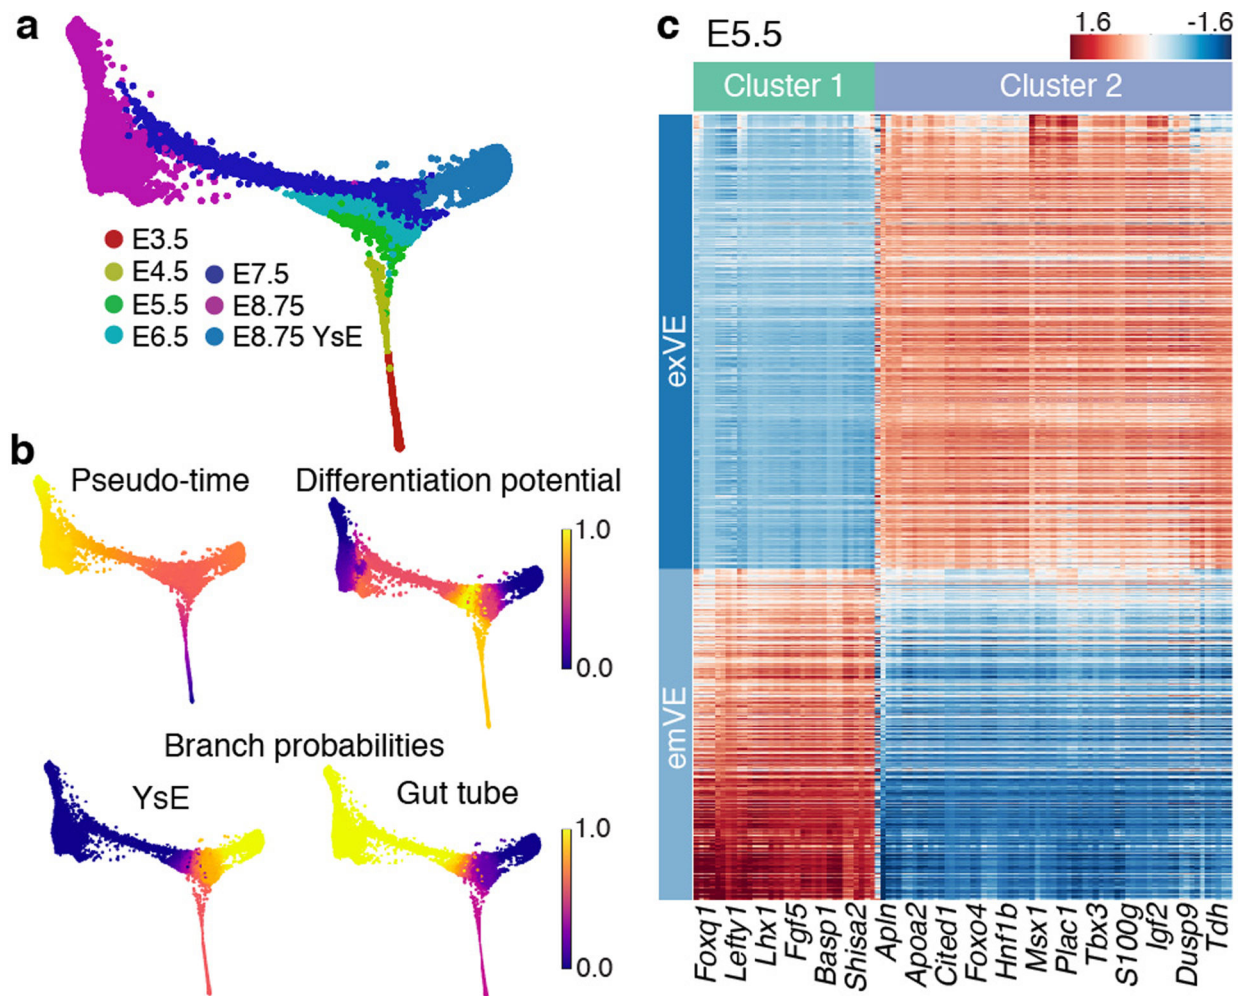 a
E3.5
E4.5
E5.5
E6.5
E7.5
E8.75
E8.75 YsE
b
Pseudo-time
Differentiation potential
1.0
0.0
Branch probabilities
YsE
Gut tube
1.0
0.0
c
E5.5
1.6
-1.6
Cluster 1
Cluster 2
exVE
emVE
Foxq1
Lefty1
Lhx1
Fgf5
Basp1
Shisa2
Apln
Apoa2
Cited1
Foxo4
Hnf1b
Msx1
Plac1
Tbx3
S100g
Igf2
Dusp9
Tdh